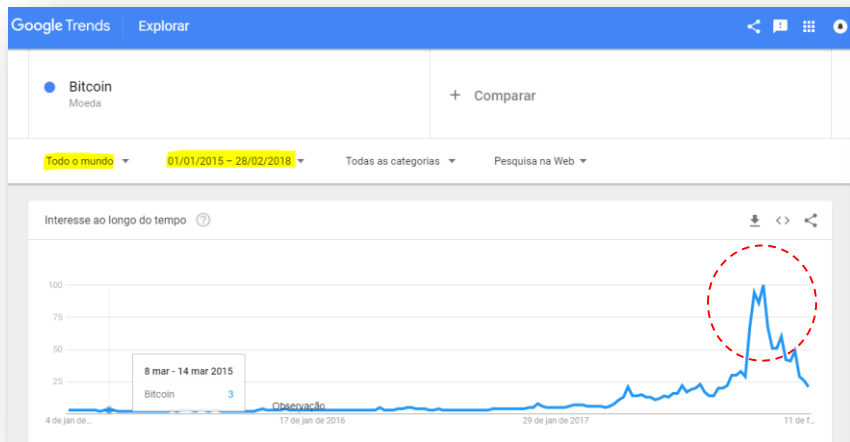 Google Trends Explorar
Bitcoin
Moeda
+ Comparar
Todo o mundo 01/01/2015 – 28/02/2018 Todas as categorias Pesquisa na Web
Interesse ao longo do tempo
100
75
50
25
8 mar - 14 mar 2015
Bitcoin 3
Observação
4 de jan de... 17 de jan de 2016 29 de jan de 2017 11 de f...